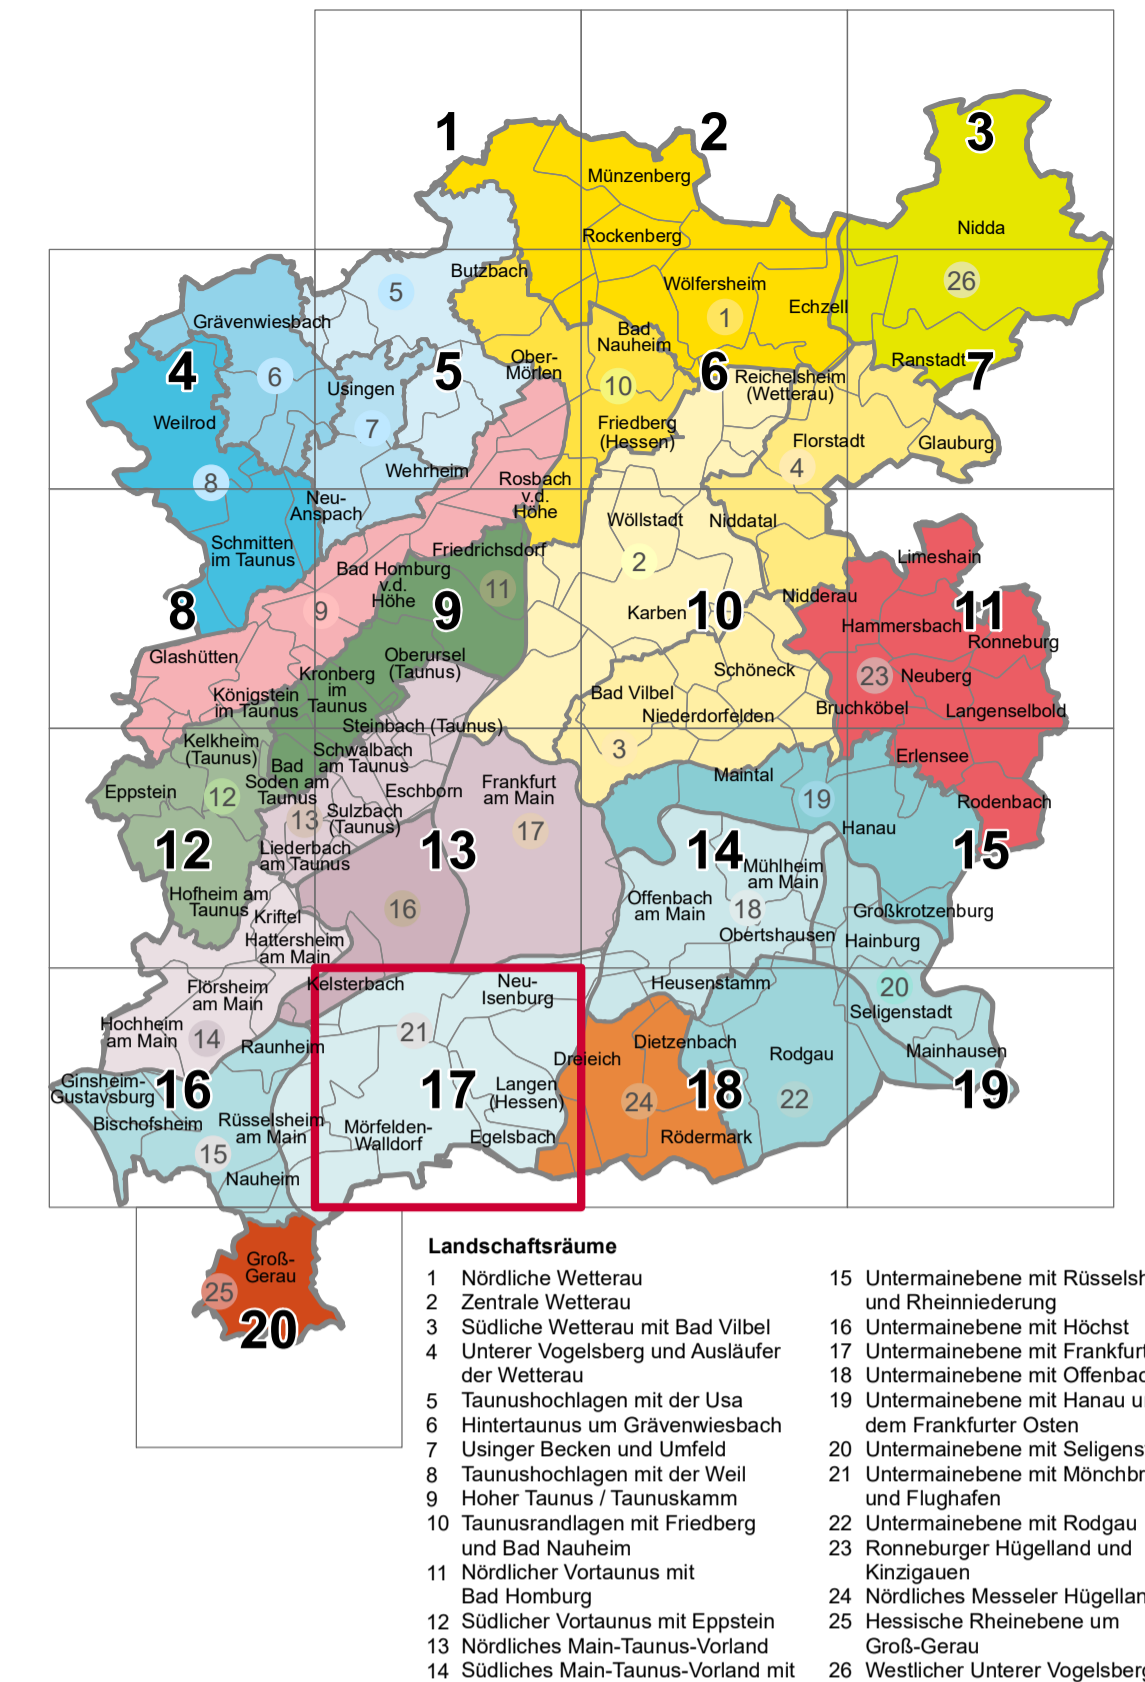 1
2
3
Münzenberg
Nidda
Rockenberg
Butzbach
5
26
Wölfersheim
Echzell
1
Grävenwiesbach
Bad
Nauheim
Ober-
Mörlen
Ranstadt
4
5
6
7
6
Usingen
10
Reichelsheim
(Wetterau)
Weilrod
7
Friedberg
(Hessen)
Florstadt
Glauburg
4
Wehrheim
8
Rosbach
v.d.
Höhe
Neu-
Anspach
Wöllstadt
Niddatal
Schmitten
im Taunus
Friedrichsdorf
2
Limeshain
Bad Homburg
v.d.
Höhe
11
Nidderau
8
9
9
Karben
10
11
Hammersbach
Ronneburg
Glashütten
Oberursel
(Taunus)
Schöneck
23
Neuberg
Kronberg
im
Taunus
Königstein
im Taunus
Bad Vilbel
Niederdorfelden
Bruchköbel
Langenselbold
Steinbach (Taunus)
Kelkheim
(Taunus)
Schwalbach
am Taunus
3
Erlensee
Bad
Soden am
Taunus
Eppstein
12
Eschborn
Frankfurt
am Main
Maintal
19
Rodenbach
13
Sulzbach
(Taunus)
17
Hanau
12
Liederbach
am Taunus
13
14
15
Mühlheim
am Main
Hofheim am
Taunus
Kriftel
16
Offenbach
am Main
18
Großkrotzenburg
Hattersheim
am Main
Obertshausen
Hainburg
Flörsheim
am Main
Kelsterbach
Neu-
Isenburg
Heusenstamm
20
Seligenstadt
Hochheim
am Main
14
Raunheim
21
Dreieich
Dietzenbach
Rodgau
Mainhausen
Ginsheim-
Gustavsburg
16
17
Langen
(Hessen)
24
18
22
19
Bischofsheim
Rüsselsheim
am Main
Mörfelden-
Walldorf
Egelsbach
Rödermark
15
Nauheim
Groß-
Gerau
25
20
Landschaftsräume
1 Nördliche Wetterau
2 Zentrale Wetterau
3 Südliche Wetterau mit Bad Vilbel
4 Unterer Vogelsberg und Ausläufer
der Wetterau
5 Taunushochlagen mit der Usa
6 Hintertaunus um Grävenwiesbach
7 Usinger Becken und Umfeld
8 Taunushochlagen mit der Weil
9 Hoher Taunus / Taunuskamm
10 Taunusrandlagen mit Friedberg
und Bad Nauheim
11 Nördlicher Vortaunus mit
Bad Homburg
12 Südlicher Vortaunus mit Eppstein
13 Nördliches Main-Taunus-Vorland
14 Südliches Main-Taunus-Vorland mit
15 Untermainebene mit Rüsselsh
und Rheinniederung
16 Untermainebene mit Höchst
17 Untermainebene mit Frankfurt
18 Untermainebene mit Offenbac
19 Untermainebene mit Hanau u
dem Frankfurter Osten
20 Untermainebene mit Seligens
21 Untermainebene mit Mönchbr
und Flughafen
22 Untermainebene mit Rodgau
23 Ronneburger Hügelland und
Kinzigauen
24 Nördliches Messeler Hügellan
25 Hessische Rheinebene um
Groß-Gerau
26 Westlicher Unterer Vogelsberg